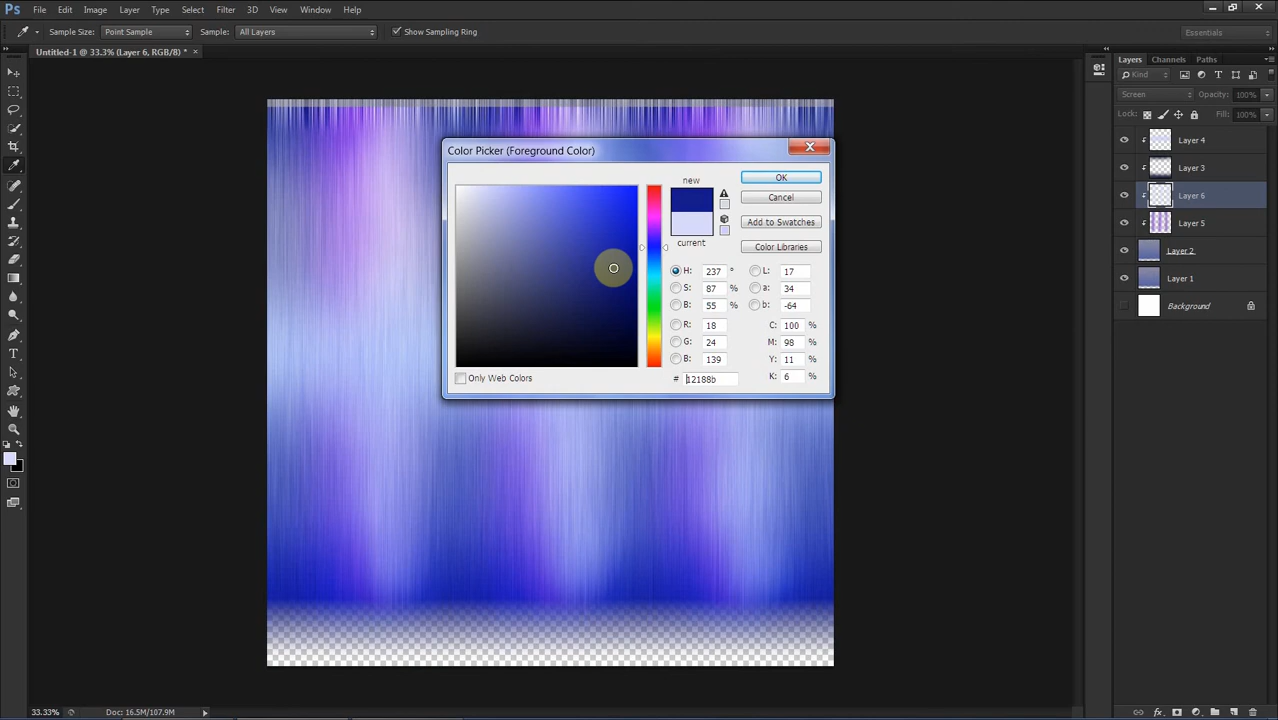 Ps File Edit Image Layer Type Select Filter 3D View Window Help
Sample Size: Point Sample Sample: All Layers Show Sampling Ring Essentials
Untitled-1 @ 33.3% (Layer 6, RGB/8) * ×
Layers Channels Paths
Kind
Screen Opacity: 100%
Lock: Fill: 100%
Layer 4
Layer 3
Layer 6
Layer 5
Layer 2
Layer 1
Background
Color Picker (Foreground Color)
new
current
OK
Cancel
Add to Swatches
Color Libraries
H: 237 ° L: 17
S: 87 % a: 34
B: 55 % b: -64
R: 18 C: 100 %
G: 24 M: 98 %
B: 139 Y: 11 %
# 12188b K: 6 %
Only Web Colors
33.33% Doc: 16.5M/107.9M
fx